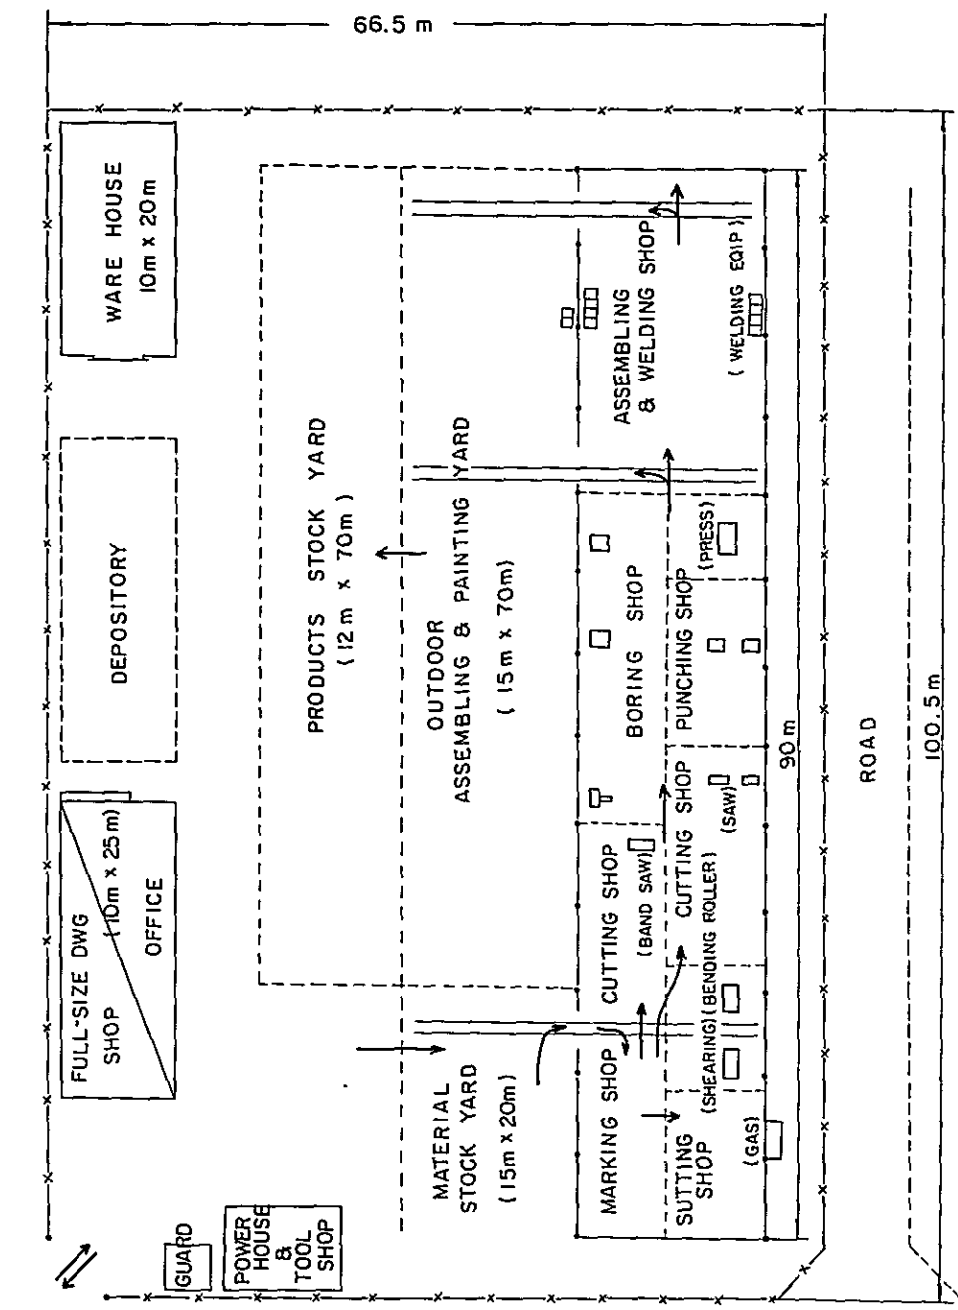 66.5 m
WARE HOUSE
10m x 20m
DEPOSITORY
FULL-SIZE DWG
SHOP
(10m x 25m)
OFFICE
GUARD
POWER
HOUSE
&
TOOL
SHOP
PRODUCTS STOCK YARD
(12m x 70m)
OUTDOOR
ASSEMBLING & PAINTING YARD
(15m x 70m)
MATERIAL
STOCK YARD
(15m x 20m)
ASSEMBLING
& WELDING SHOP
(WELDING EQIP)
BORING SHOP
(PRESS)
PUNCHING SHOP
CUTTING SHOP
(BAND SAW)
CUTTING SHOP
(SAW)
MARKING SHOP
(SHEARING)
(BENDING ROLLER)
SUTTING
SHOP
(GAS)
90m
ROAD
100.5m